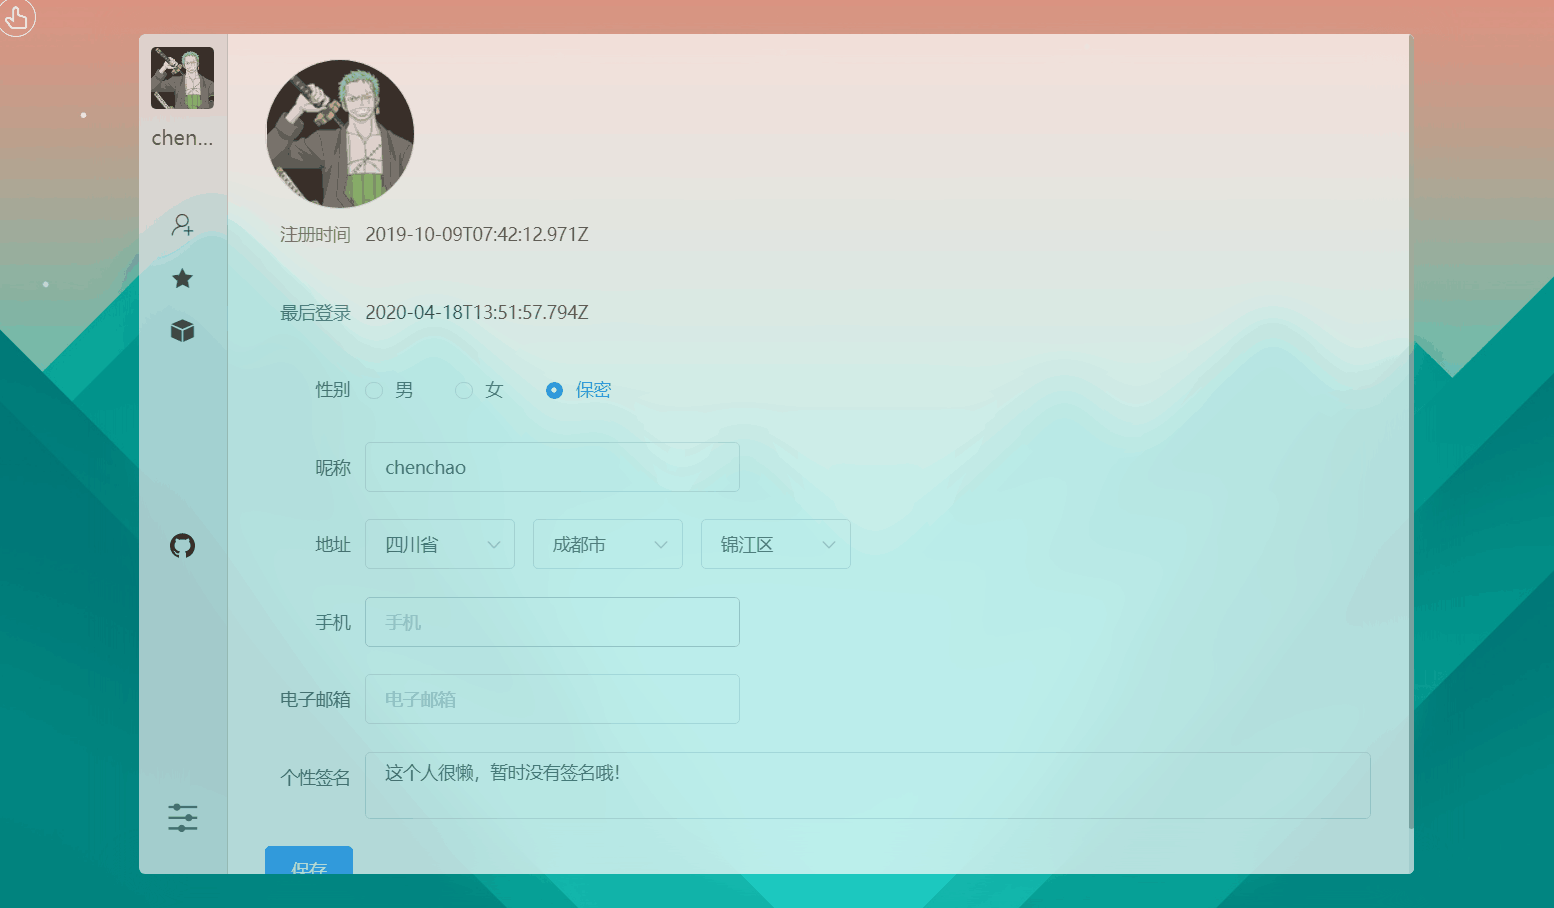 chen...
注册时间 2019-10-09T07:42:12.971Z
最后登录 2020-04-18T13:51:57.794Z
性别 男 女 保密
昵称 chenchao
地址 四川省 成都市 锦江区
手机 手机
电子邮箱 电子邮箱
个性签名 这个人很懒，暂时没有签名哦！
保存